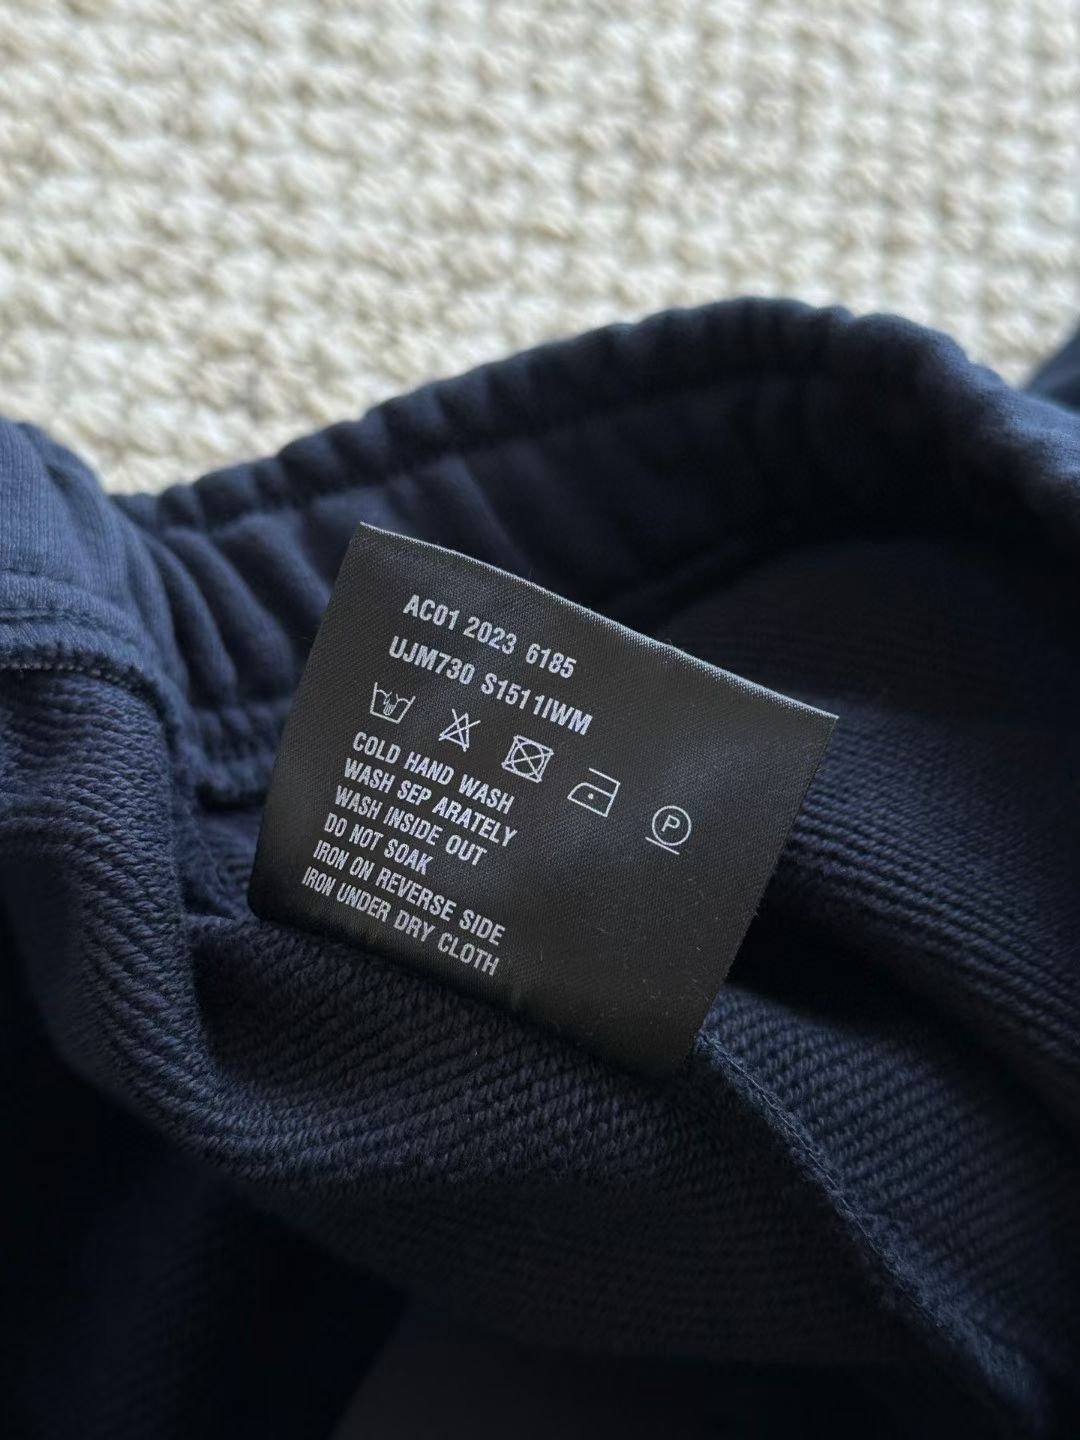 AC01 2023 6185
UJM730 S1511IWM
P
COLD HAND WASH
WASH SEP ARATELY
WASH INSIDE OUT
DO NOT SOAK
IRON ON REVERSE SIDE
IRON UNDER DRY CLOTH